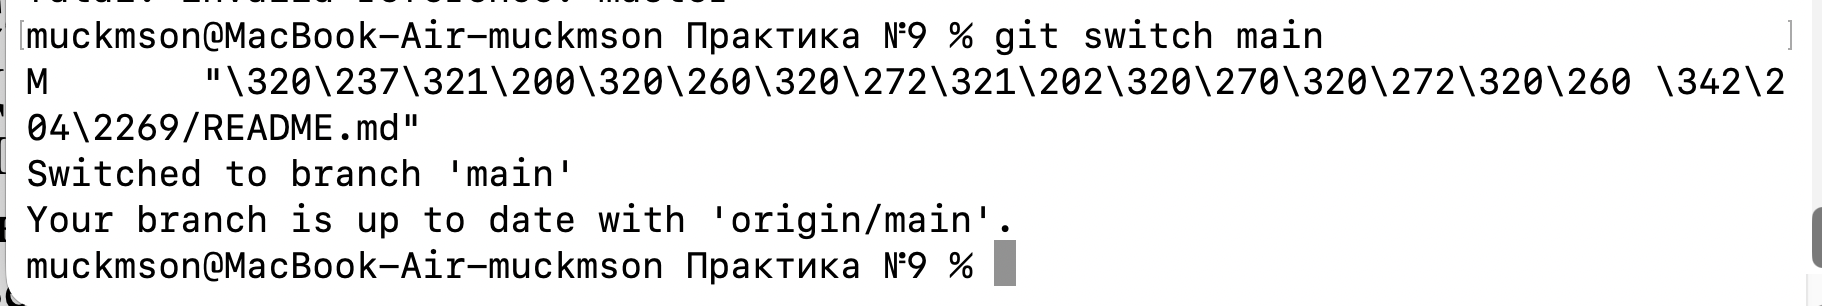 muckmson@MacBook-Air-muckmson Практика №9 % git switch main
M       "\320\237\321\200\320\260\320\272\321\202\320\270\320\272\320\260 \342\2
04\2269/README.md"
Switched to branch 'main'
Your branch is up to date with 'origin/main'.
muckmson@MacBook-Air-muckmson Практика №9 %